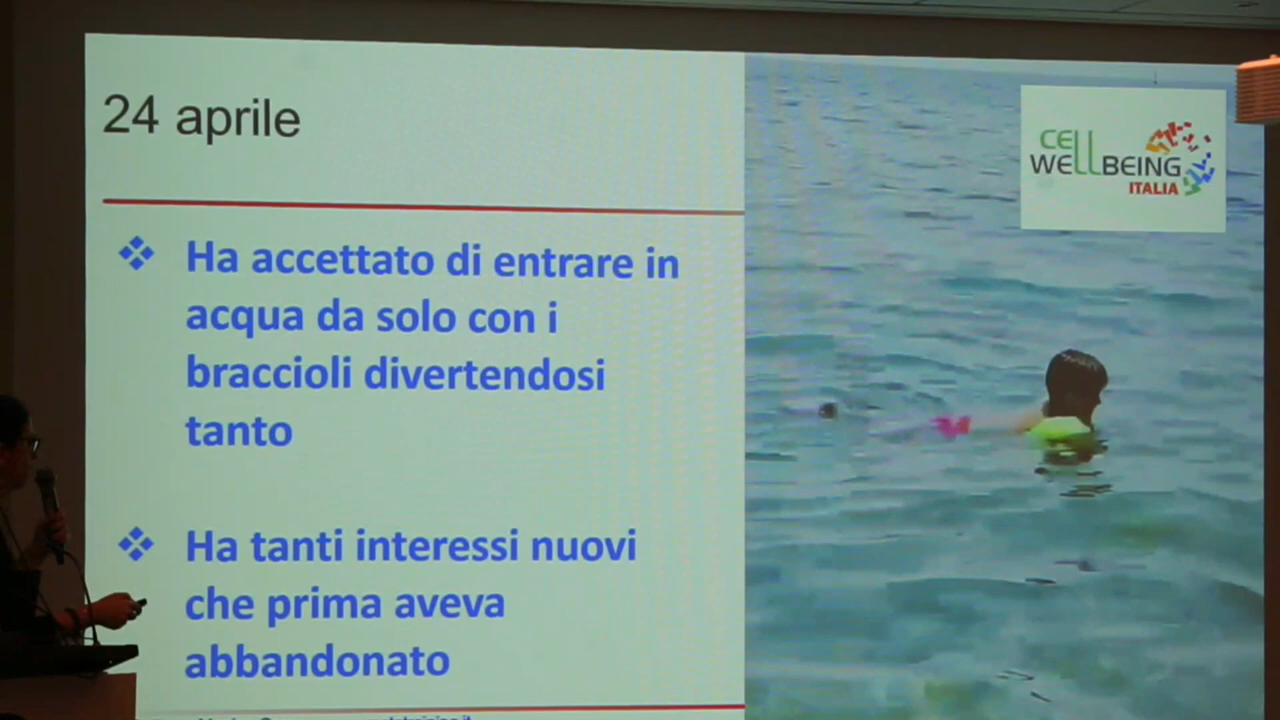 24 aprile
CELL
WELLBEING
ITALIA
Ha accettato di entrare in
acqua da solo con i
braccioli divertendosi
tanto
Ha tanti interessi nuovi
che prima aveva
abbandonato